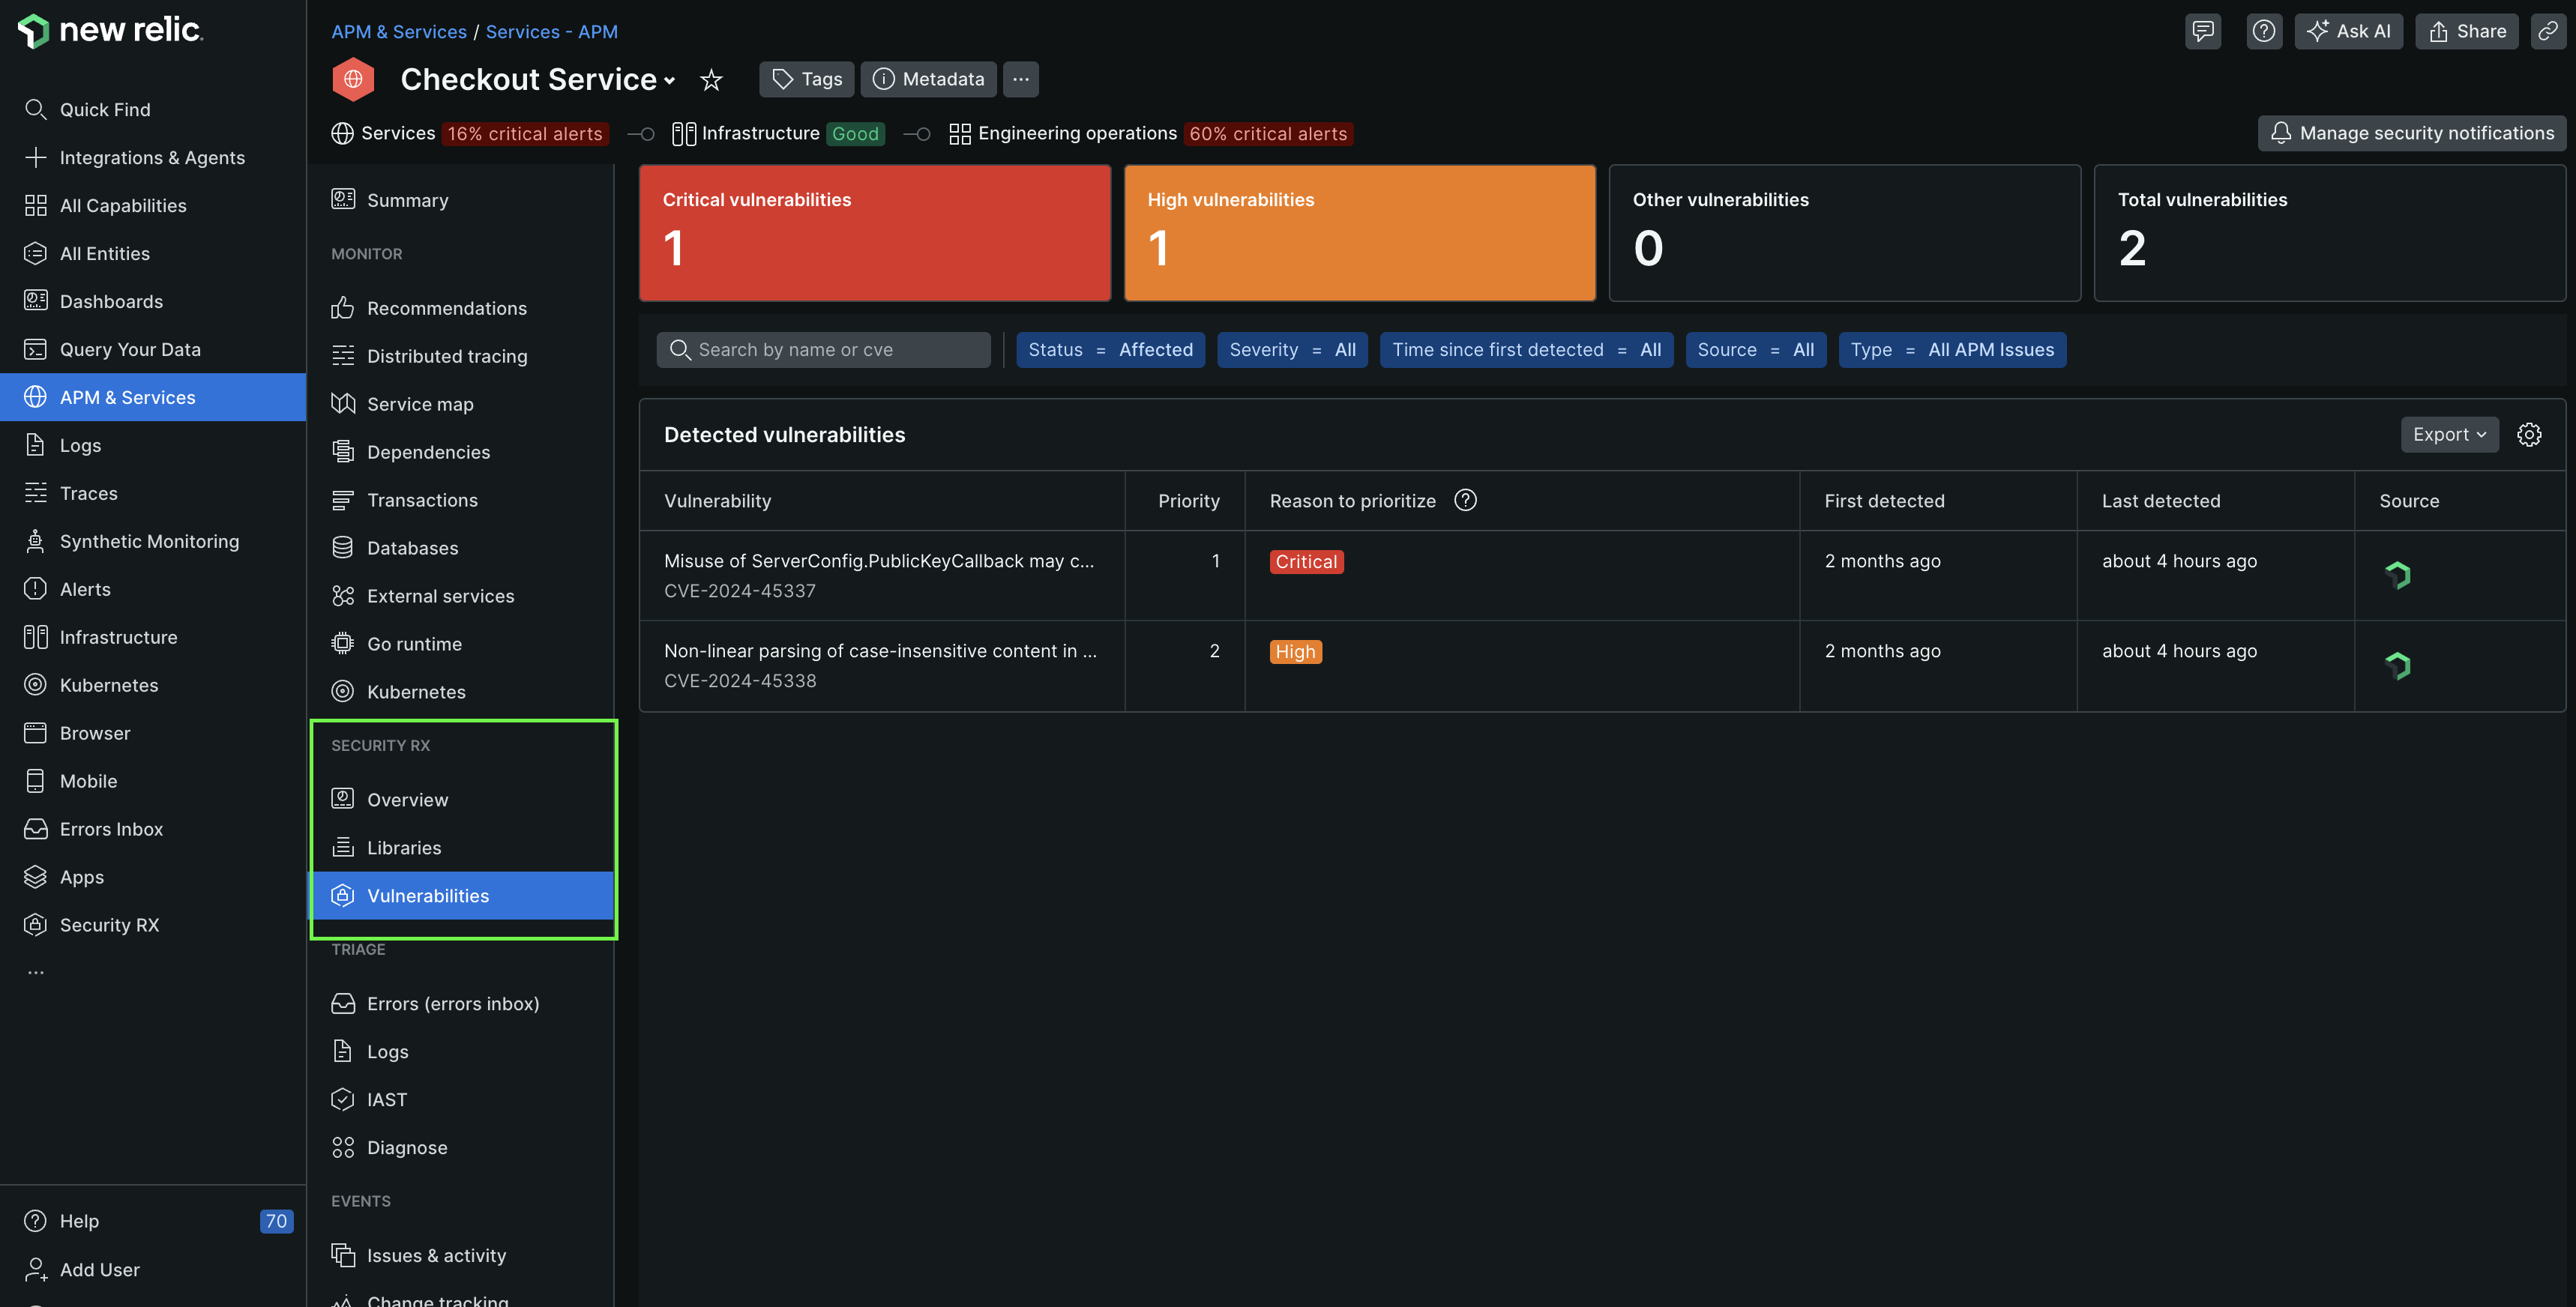 new relic
Quick Find
Integrations & Agents
All Capabilities
All Entities
Dashboards
Query Your Data
APM & Services
Logs
Traces
Synthetic Monitoring
Alerts
Infrastructure
Kubernetes
Browser
Mobile
Errors Inbox
Apps
Security RX
...
Help 70
Add User
APM & Services / Services - APM
Ask AI
Share
Checkout Service
Tags
Metadata
...
Services 16% critical alerts
Infrastructure Good
Engineering operations 60% critical alerts
Manage security notifications
Summary
MONITOR
Recommendations
Distributed tracing
Service map
Dependencies
Transactions
Databases
External services
Go runtime
Kubernetes
SECURITY RX
Overview
Libraries
Vulnerabilities
TRIAGE
Errors (errors inbox)
Logs
IAST
Diagnose
EVENTS
Issues & activity
Change tracking
Critical vulnerabilities
1
High vulnerabilities
1
Other vulnerabilities
0
Total vulnerabilities
2
Search by name or cve
Status = Affected
Severity = All
Time since first detected = All
Source = All
Type = All APM Issues
Detected vulnerabilities
Export
Vulnerability Priority Reason to prioritize First detected Last detected Source
Misuse of ServerConfig.PublicKeyCallback may c... 1 Critical 2 months ago about 4 hours ago
CVE-2024-45337
Non-linear parsing of case-insensitive content in ... 2 High 2 months ago about 4 hours ago
CVE-2024-45338